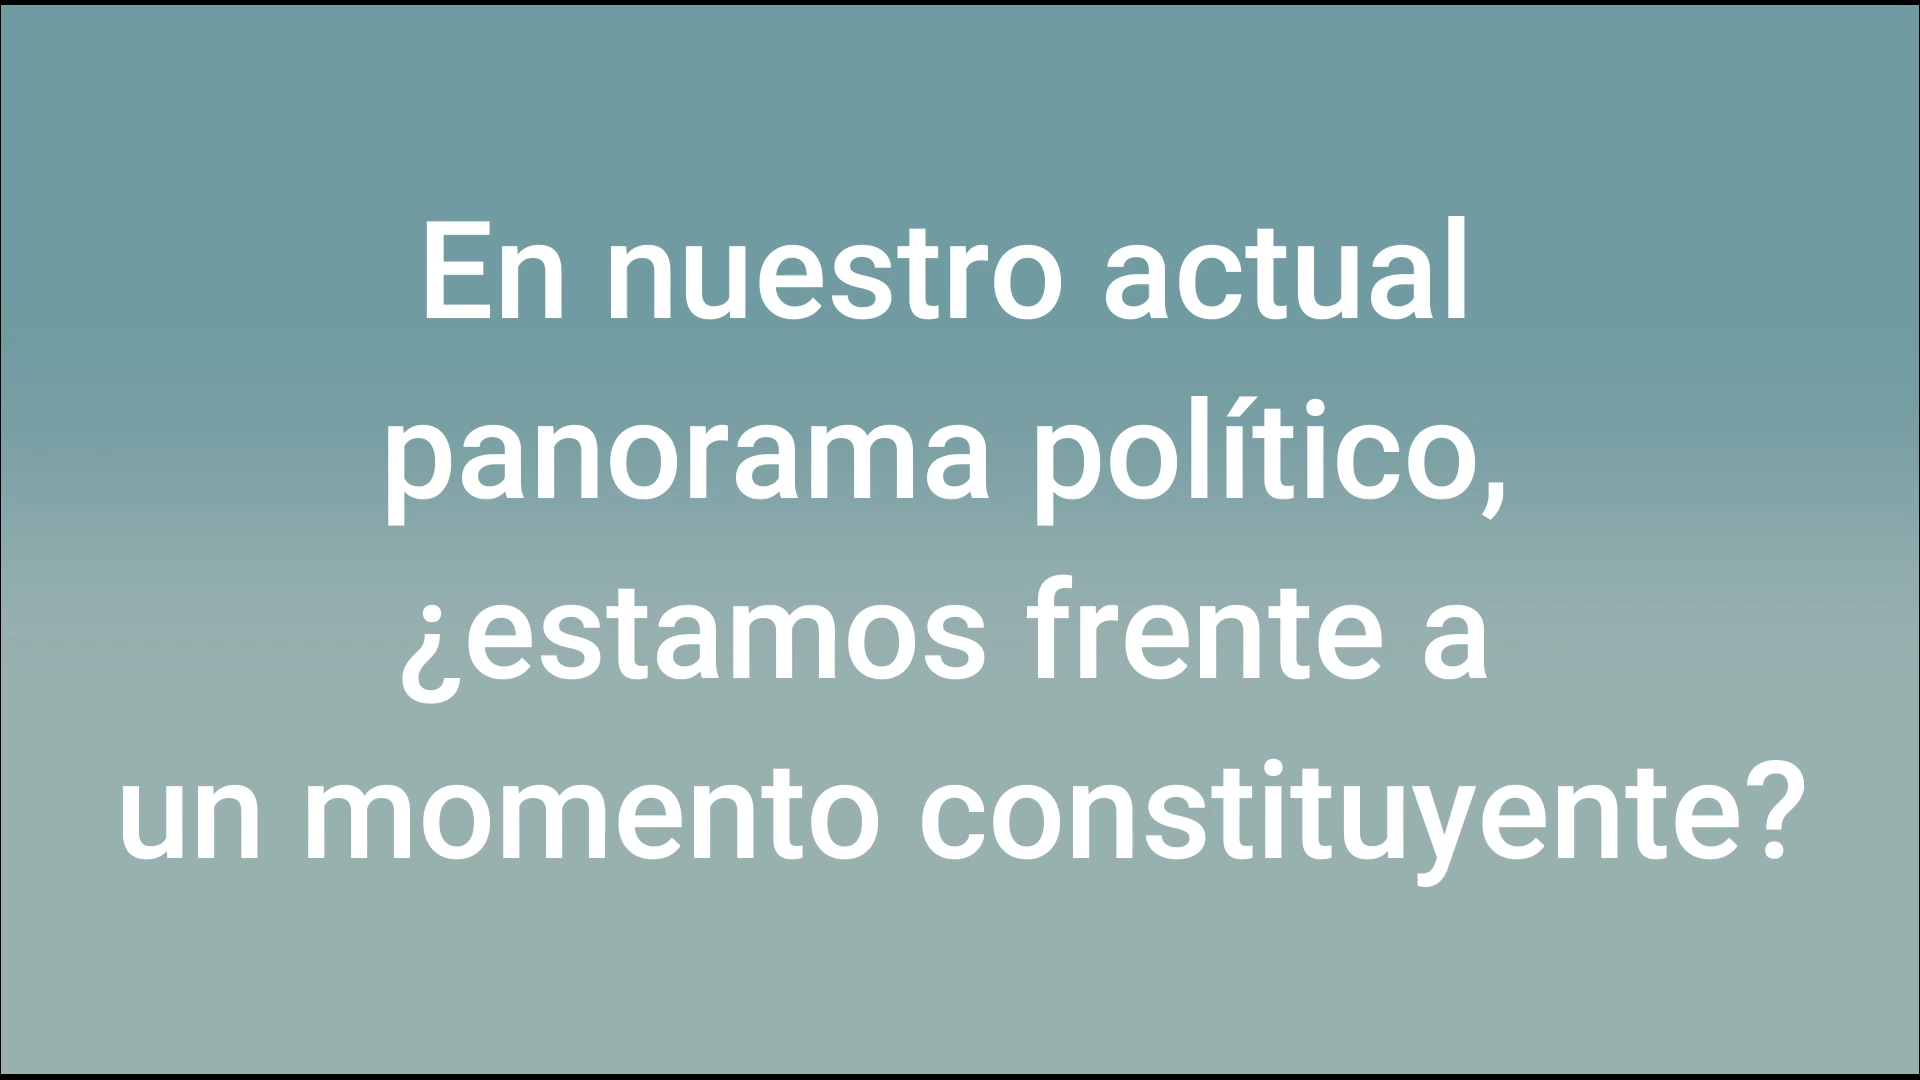 En nuestro actual
panorama político,
¿estamos frente a
un momento constituyente?